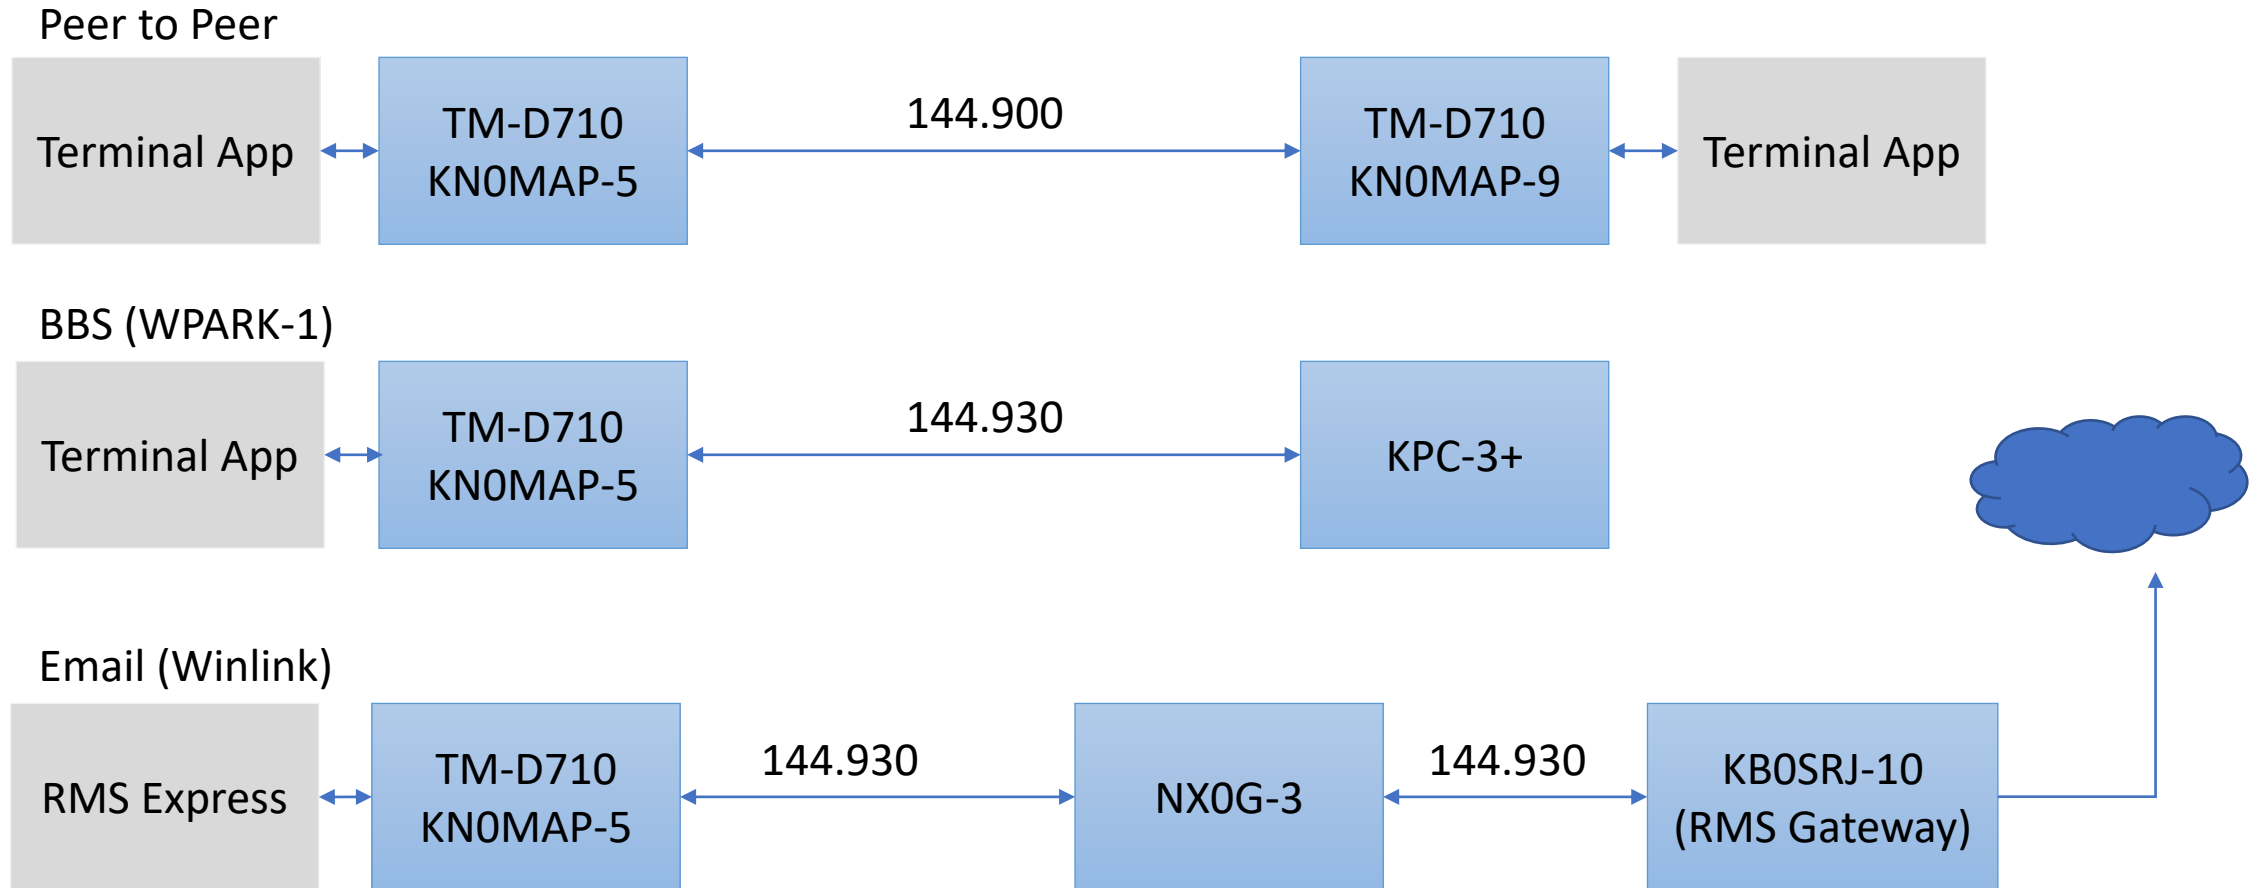 Peer to Peer
Terminal App
TM-D710
KN0MAP-5
144.900
TM-D710
KN0MAP-9
Terminal App
BBS (WPARK-1)
Terminal App
TM-D710
KN0MAP-5
144.930
KPC-3+
Email (Winlink)
RMS Express
TM-D710
KN0MAP-5
144.930
NX0G-3
144.930
KB0SRJ-10
(RMS Gateway)